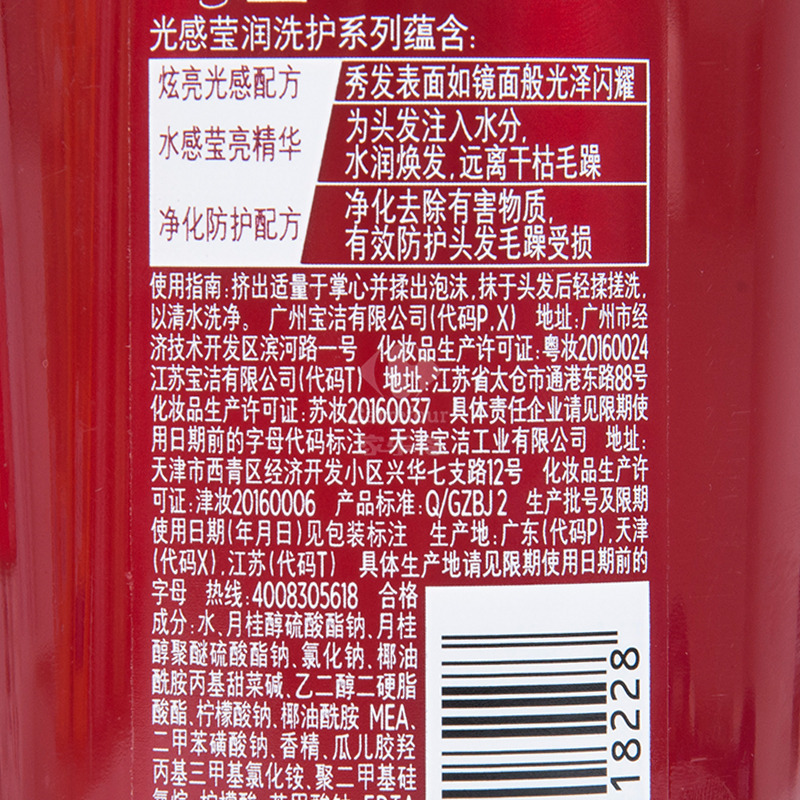 光感莹润洗护系列蕴含:
炫亮光感配方 秀发表面如镜面般光泽闪耀
水感莹亮精华 为头发注入水分,
水润焕发,远离干枯毛躁
净化防护配方 净化去除有害物质,
有效防护头发毛躁受损
使用指南:挤出适量于掌心并揉出泡沫,抹于头发后轻揉搓洗,
以清水洗净。 广州宝洁有限公司(代码P,X) 地址:广州市经
济技术开发区滨河路一号 化妆品生产许可证:粤妆20160024
江苏宝洁有限公司(代码T) 地址:江苏省太仓市通港东路88号
化妆品生产许可证:苏妆20160037 具体责任企业请见限期使
用日期前的字母代码标注 天津宝洁工业有限公司 地址:
天津市西青区经济开发小区兴华七支路12号 化妆品生产许
可证:津妆20160006 产品标准:Q/GZBJ 2 生产批号及限期
使用日期(年月日)见包装标注 生产地:广东(代码P),天津
(代码X),江苏(代码T) 具体生产地请见限期使用日期前的
字母 热线:4008305618 合格
成分:水、月桂醇硫酸酯钠、月桂
醇聚醚硫酸酯钠、氯化钠、椰油
酰胺丙基甜菜碱、乙二醇二硬脂
酸酯、柠檬酸钠、椰油酰胺 MEA、
二甲苯磺酸钠、香精、瓜儿胶羟
丙基三甲基氯化铵、聚二甲基硅
氧烷、柠檬酸、苯甲酸钠、EDTA
18228